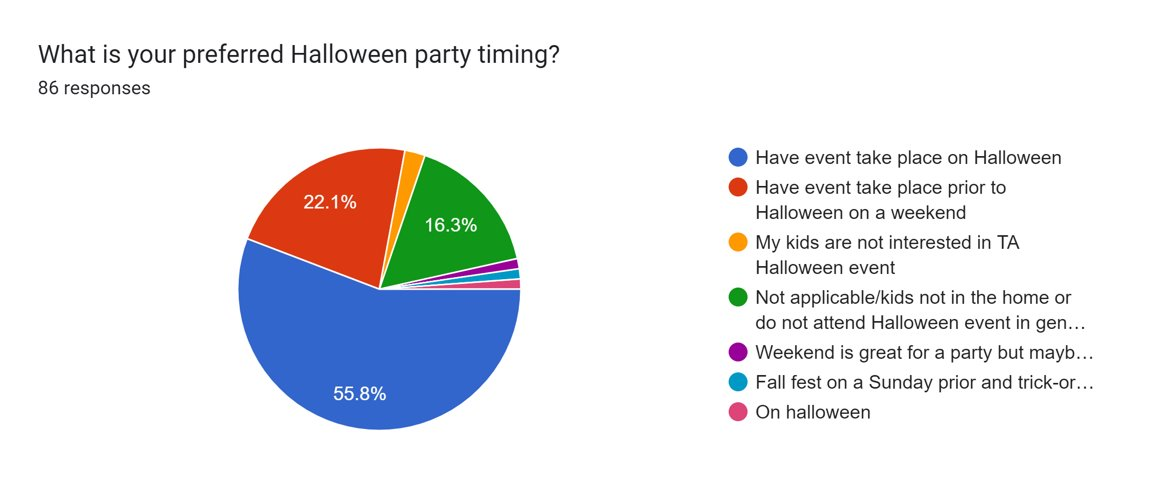 What is your preferred Halloween party timing?
86 responses
22.1%
16.3%
55.8%
Have event take place on Halloween
Have event take place prior to
Halloween on a weekend
My kids are not interested in TA
Halloween event
Not applicable/kids not in the home or
do not attend Halloween event in gen…
Weekend is great for a party but mayb…
Fall fest on a Sunday prior and trick-or…
On halloween